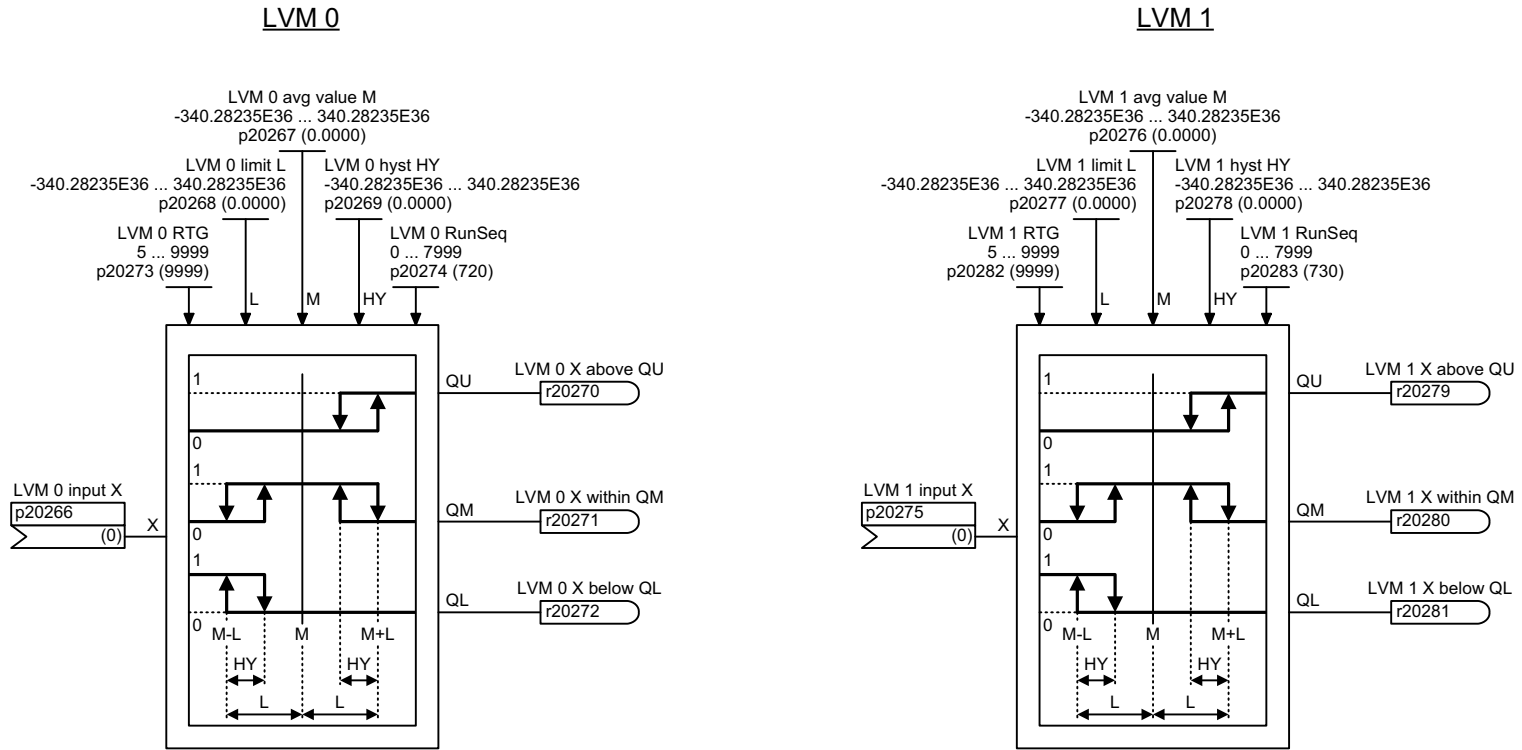 LVM 0
LVM 0 avg value M
-340.28235E36 ... 340.28235E36
p20267 (0.0000)
LVM 0 limit L
-340.28235E36 ... 340.28235E36
p20268 (0.0000)
LVM 0 hyst HY
-340.28235E36 ... 340.28235E36
p20269 (0.0000)
LVM 0 RTG
5 ... 9999
p20273 (9999)
LVM 0 RunSeq
0 ... 7999
p20274 (720)
L
M
HY
LVM 0 input X
p20266
(0)
X
1
0
1
0
1
0
M-L
M
M+L
HY
HY
L
L
QU
LVM 0 X above QU
r20270
QM
LVM 0 X within QM
r20271
QL
LVM 0 X below QL
r20272
LVM 1
LVM 1 avg value M
-340.28235E36 ... 340.28235E36
p20276 (0.0000)
LVM 1 limit L
-340.28235E36 ... 340.28235E36
p20277 (0.0000)
LVM 1 hyst HY
-340.28235E36 ... 340.28235E36
p20278 (0.0000)
LVM 1 RTG
5 ... 9999
p20282 (9999)
LVM 1 RunSeq
0 ... 7999
p20283 (730)
L
M
HY
LVM 1 input X
p20275
(0)
X
1
0
1
0
1
0
M-L
M
M+L
HY
HY
L
L
QU
LVM 1 X above QU
r20279
QM
LVM 1 X within QM
r20280
QL
LVM 1 X below QL
r20281